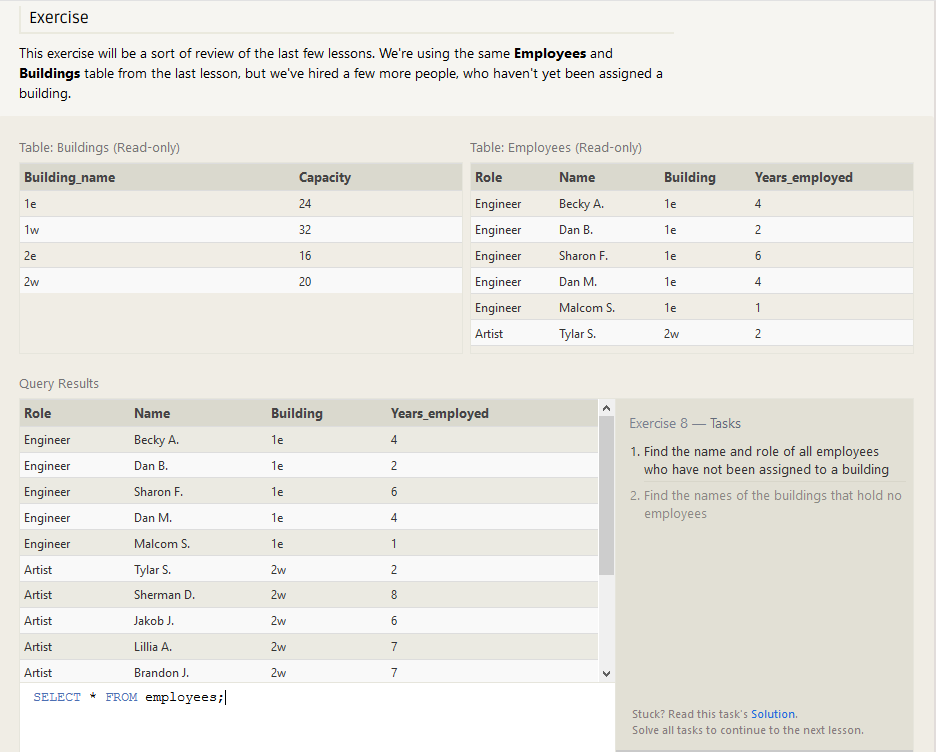 Exercise
This exercise will be a sort of review of the last few lessons. We're using the same Employees and
Buildings table from the last lesson, but we've hired a few more people, who haven't yet been assigned a
building.
Table: Buildings (Read-only)
Building_name Capacity
1e 24
1w 32
2e 16
2w 20
Table: Employees (Read-only)
Role Name Building Years_employed
Engineer Becky A. 1e 4
Engineer Dan B. 1e 2
Engineer Sharon F. 1e 6
Engineer Dan M. 1e 4
Engineer Malcom S. 1e 1
Artist Tylar S. 2w 2
Query Results
Role Name Building Years_employed
Engineer Becky A. 1e 4
Engineer Dan B. 1e 2
Engineer Sharon F. 1e 6
Engineer Dan M. 1e 4
Engineer Malcom S. 1e 1
Artist Tylar S. 2w 2
Artist Sherman D. 2w 8
Artist Jakob J. 2w 6
Artist Lillia A. 2w 7
Artist Brandon J. 2w 7
SELECT * FROM employees;
Exercise 8 — Tasks
1. Find the name and role of all employees
who have not been assigned to a building
2. Find the names of the buildings that hold no
employees
Stuck? Read this task's Solution.
Solve all tasks to continue to the next lesson.